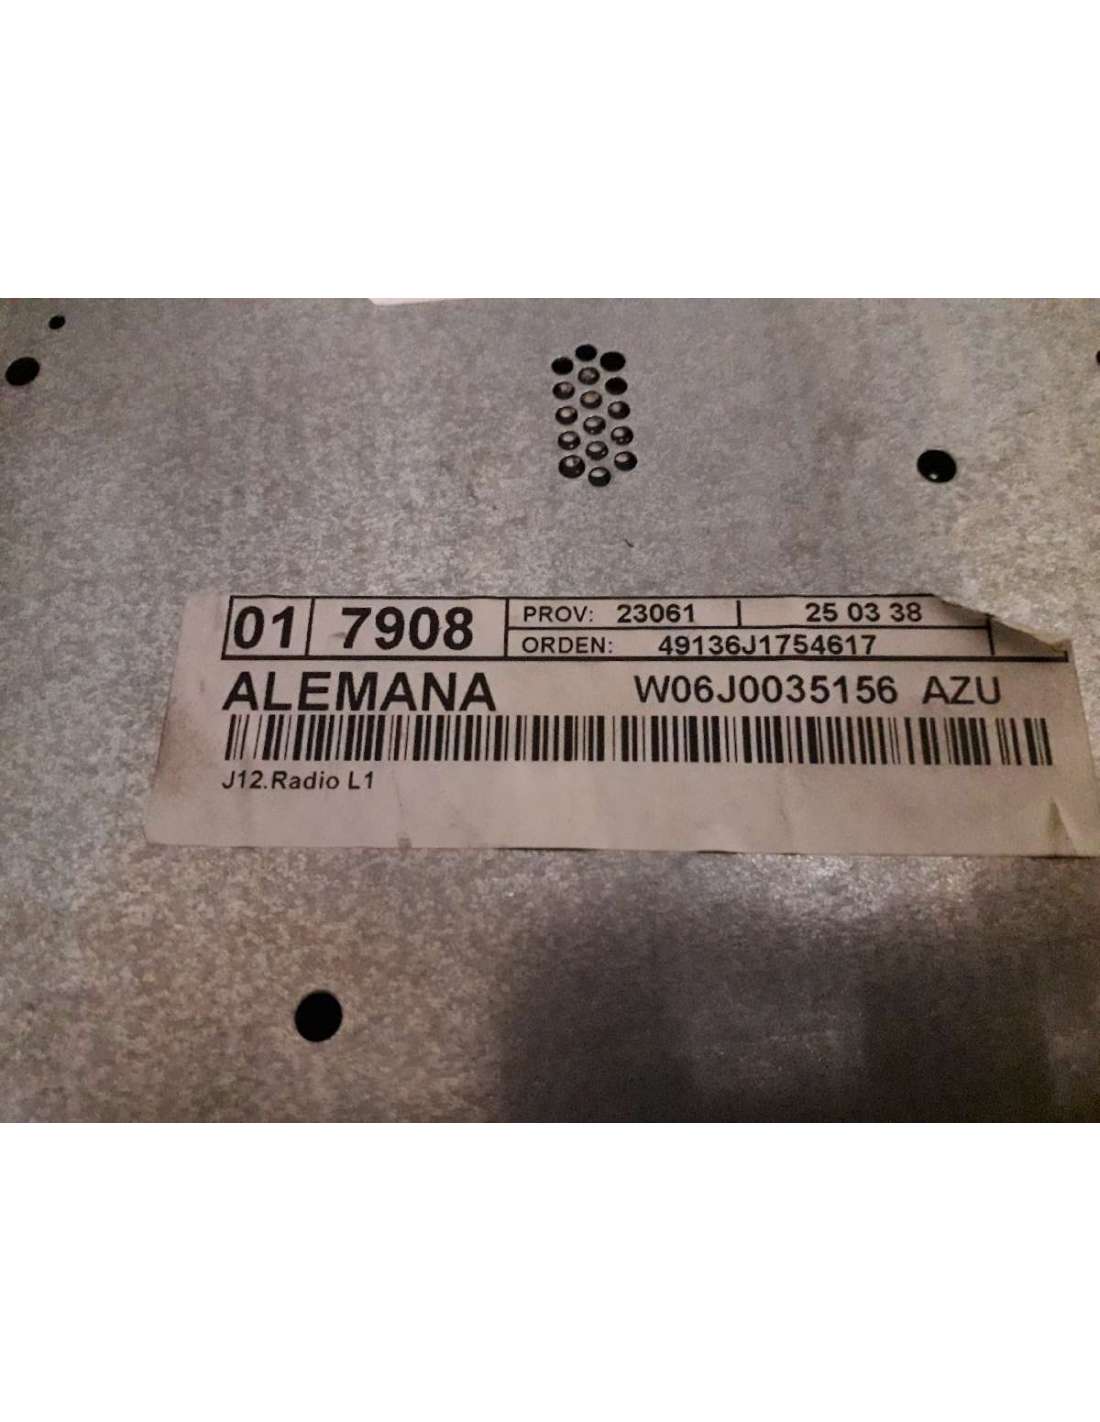 01 7908 PROV: 23061 25 03 38
ORDEN: 49136J1754617
ALEMANA W06J0035156 AZU
J12.Radio L1